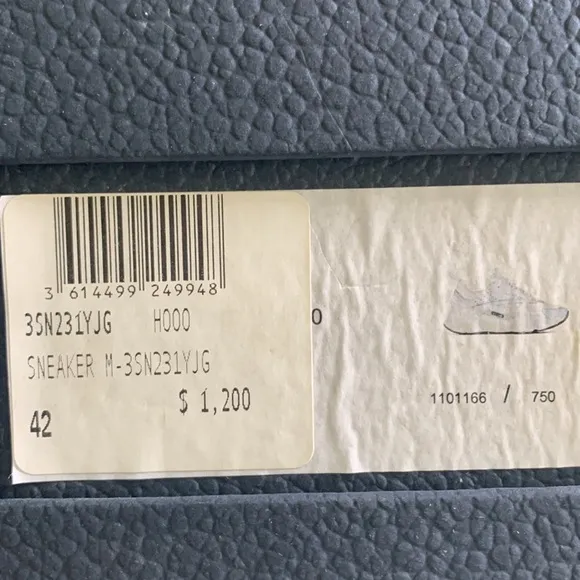 3 614499 249948
3SN231YJG H000
SNEAKER M-3SN231YJG
$ 1,200
42
0
1101166 / 750